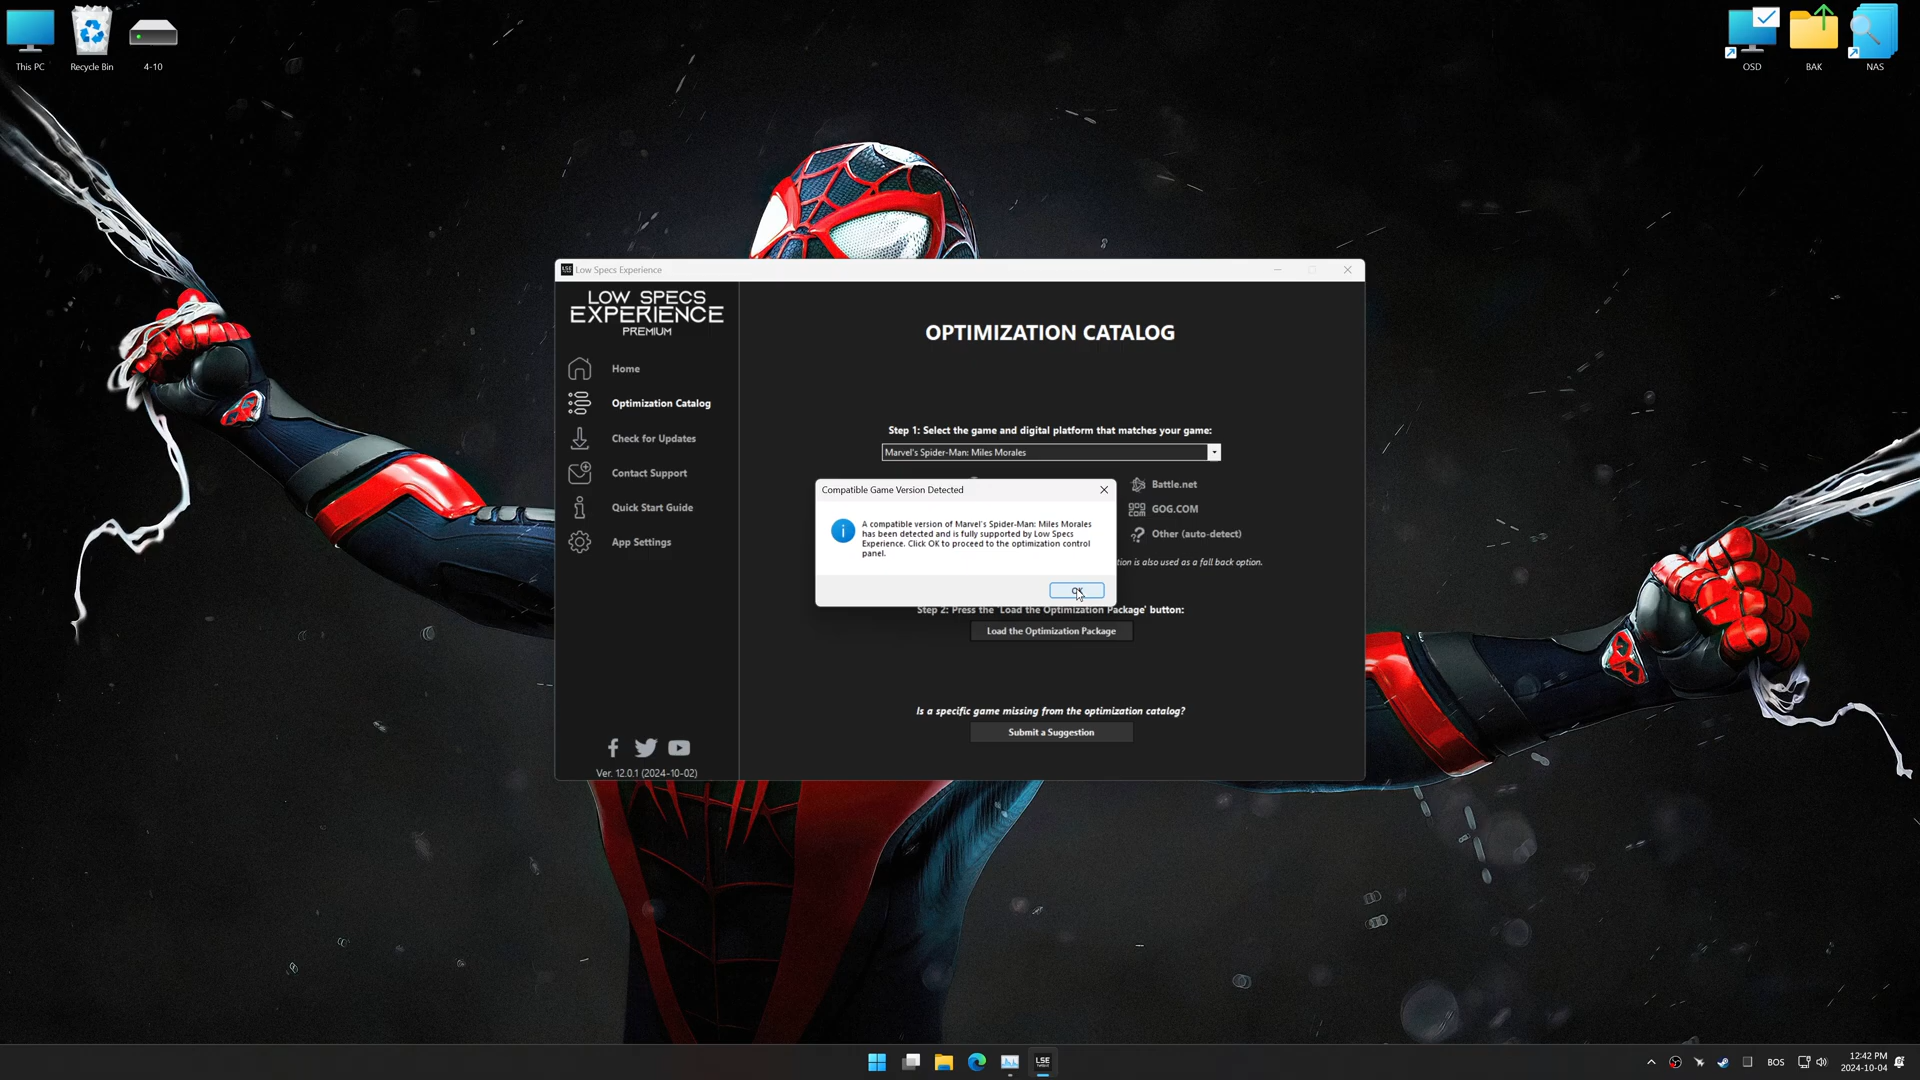 This PC
Recycle Bin
4-10
OSD
BAK
NAS
LSE
Low Specs Experience
LOW SPECS
EXPERIENCE
PREMIUM
Home
Optimization Catalog
Check for Updates
Contact Support
Quick Start Guide
App Settings
Ver. 12.0.1 (2024-10-02)
OPTIMIZATION CATALOG
Step 1: Select the game and digital platform that matches your game:
Marvel's Spider-Man: Miles Morales
Battle.net
GOG.COM
Other (auto-detect)
tion is also used as a fall back option.
Compatible Game Version Detected
A compatible version of Marvel's Spider-Man: Miles Morales
has been detected and is fully supported by Low Specs
Experience. Click OK to proceed to the optimization control
panel.
OK
Step 2: Press the 'Load the Optimization Package' button:
Load the Optimization Package
Is a specific game missing from the optimization catalog?
Submit a Suggestion
LSE
BOS
12:42 PM
2024-10-04